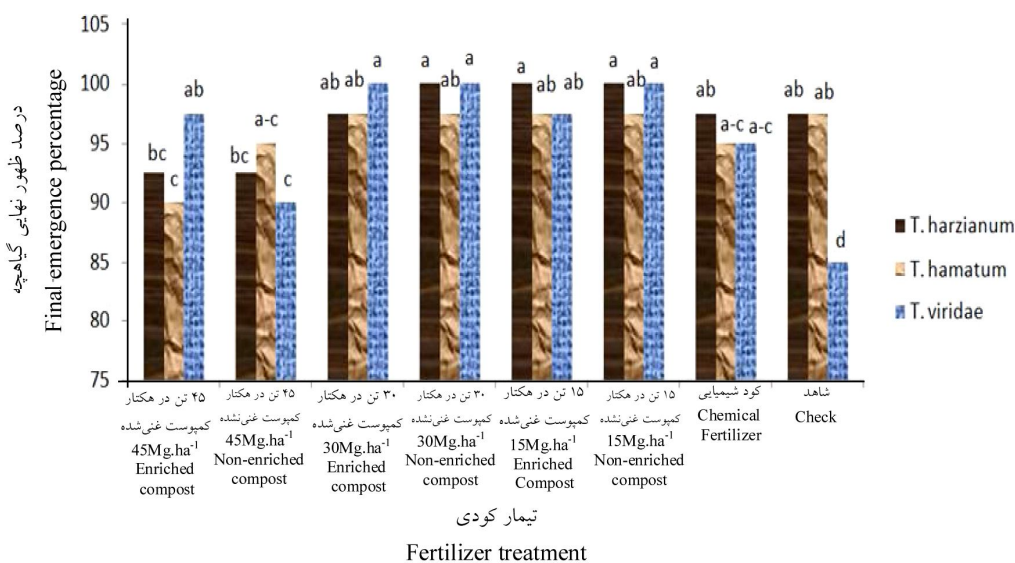 105
100
95
90
85
80
75
درصد ظهور نهایی گیاهچه
Final emergence percentage
bc
c
ab
bc
a-c
c
ab
ab
a
a
ab
a
a
ab
ab
a
ab
a
ab
a-c
a-c
ab
ab
d
T. harzianum
T. hamatum
T. viridae
۴۵ تن در هکتار
کمپوست غنی‌شده
45Mg.ha-1
Enriched
compost
۴۵ تن در هکتار
کمپوست غنی‌نشده
45Mg.ha-1
Non-enriched
compost
۳۰ تن در هکتار
کمپوست غنی‌شده
30Mg.ha-1
Enriched
compost
۳۰ تن در هکتار
کمپوست غنی‌نشده
30Mg.ha-1
Non-enriched
compost
۱۵ تن در هکتار
کمپوست غنی‌شده
15Mg.ha-1
Enriched
Compost
۱۵ تن در هکتار
کمپوست غنی‌نشده
15Mg.ha-1
Non-enriched
compost
کود شیمیایی
Chemical
Fertilizer
شاهد
Check
تیمار کودی
Fertilizer treatment